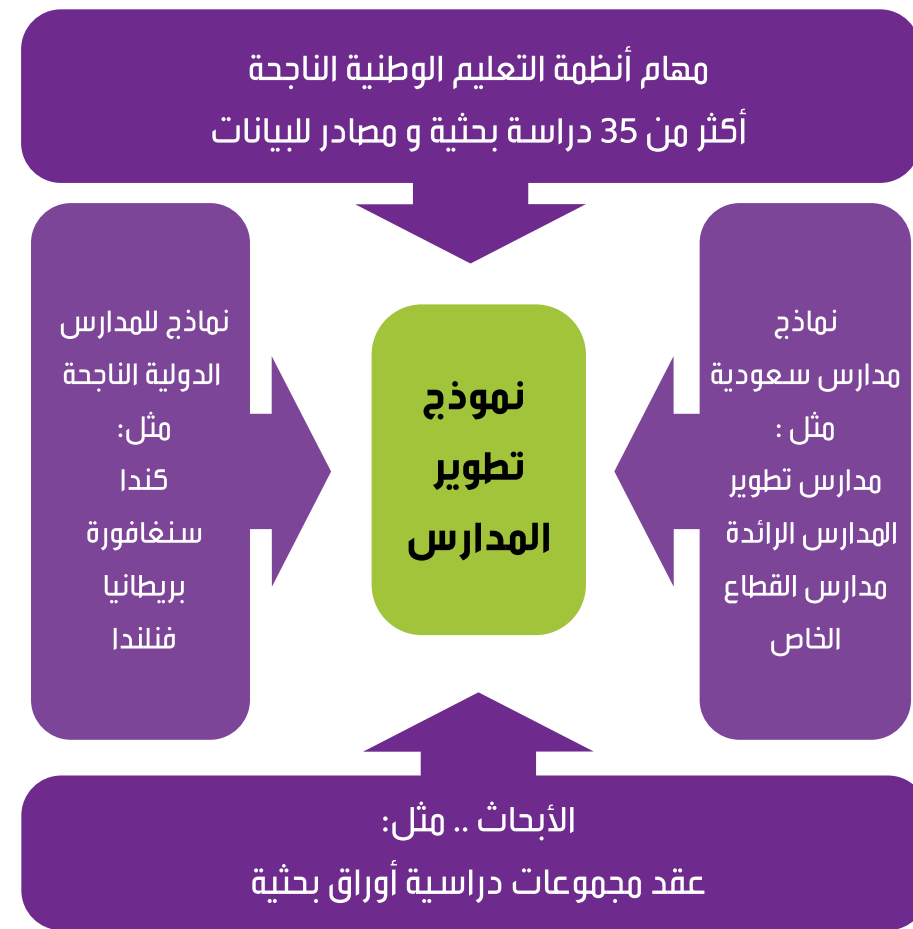 مهام أنظمة التعليم الوطنية الناجحة
أكثر من 35 دراسة بحثية و مصادر للبيانات
نماذج
مدارس سعودية
مثل :
مدارس تطوير
المدارس الرائدة
مدارس القطاع
الخاص
نموذج
تطوير
المدارس
نماذج للمدارس
الدولية الناجحة
مثل:
كندا
سنغافورة
بريطانيا
فنلندا
الأبحاث .. مثل:
عقد مجموعات دراسية أوراق بحثية